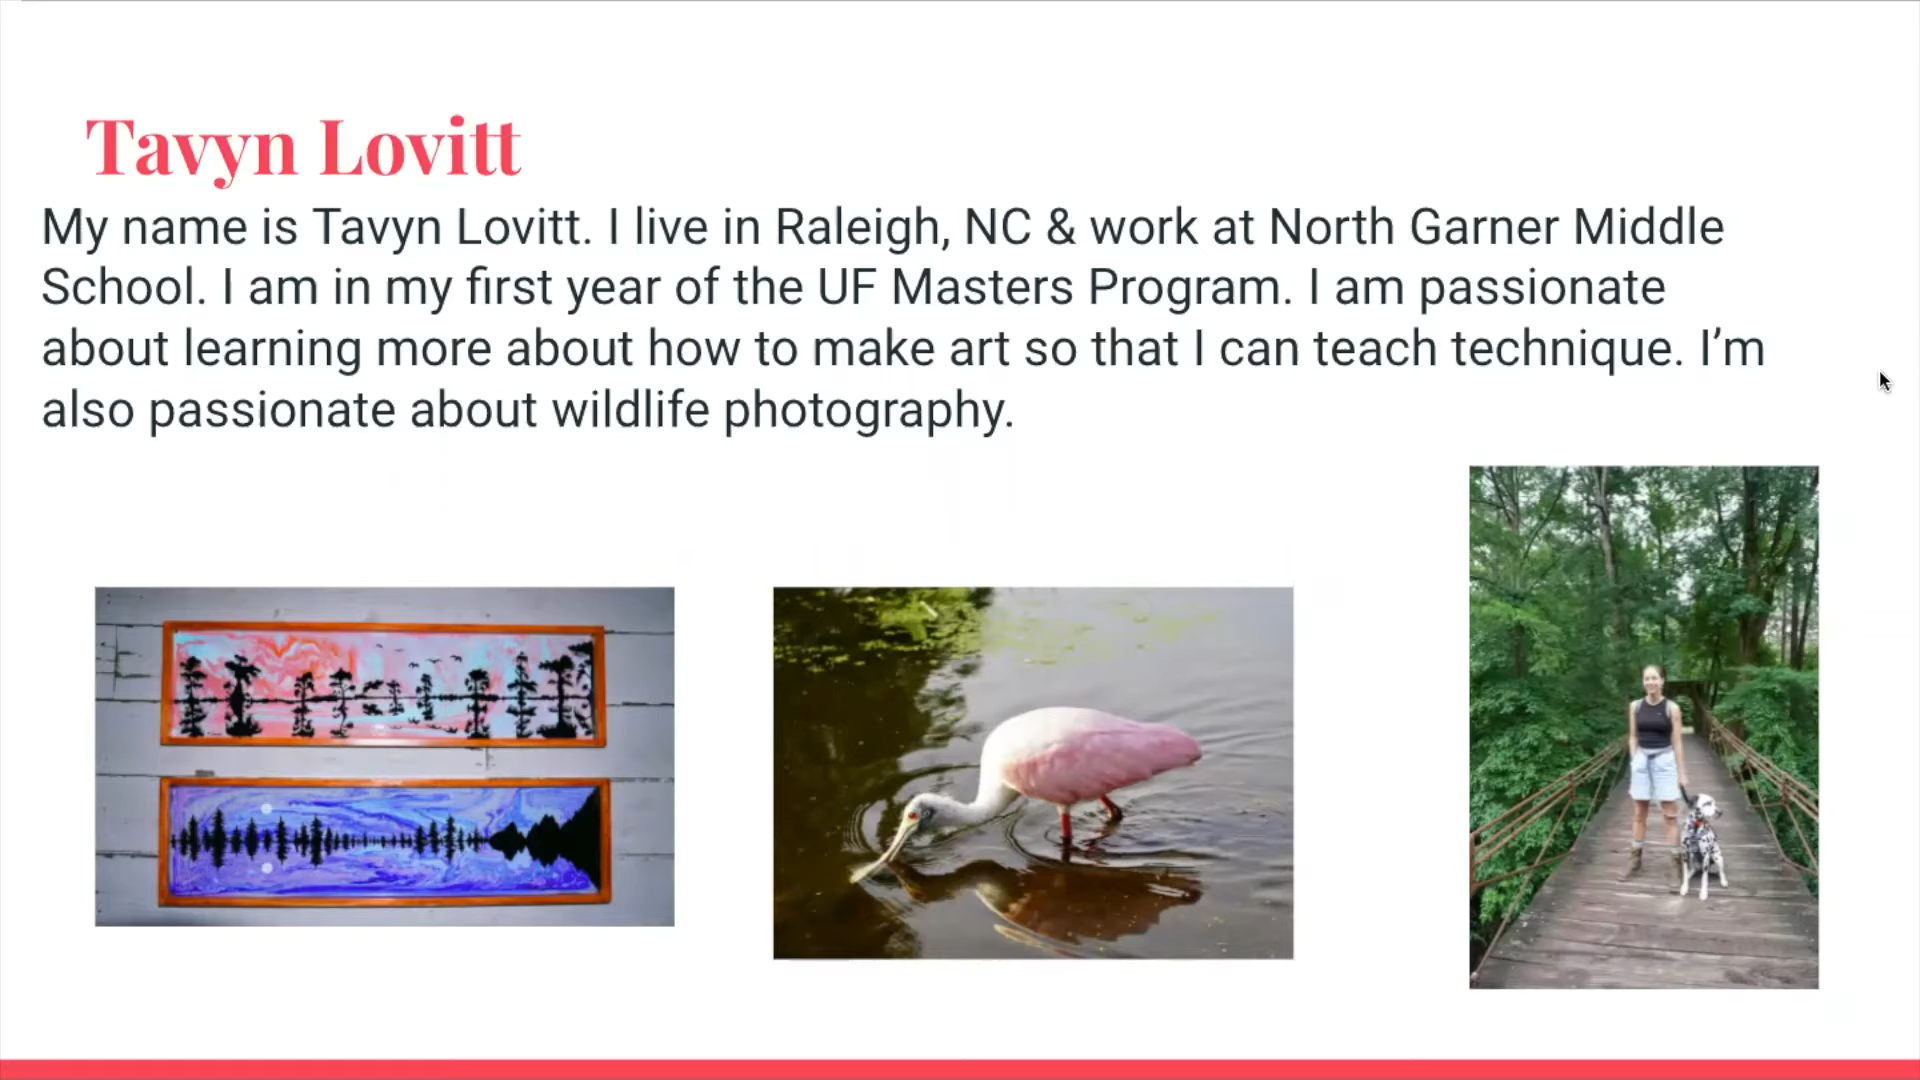 Tavyn Lovitt
My name is Tavyn Lovitt. I live in Raleigh, NC & work at North Garner Middle
School. I am in my first year of the UF Masters Program. I am passionate
about learning more about how to make art so that I can teach technique. I’m
also passionate about wildlife photography.